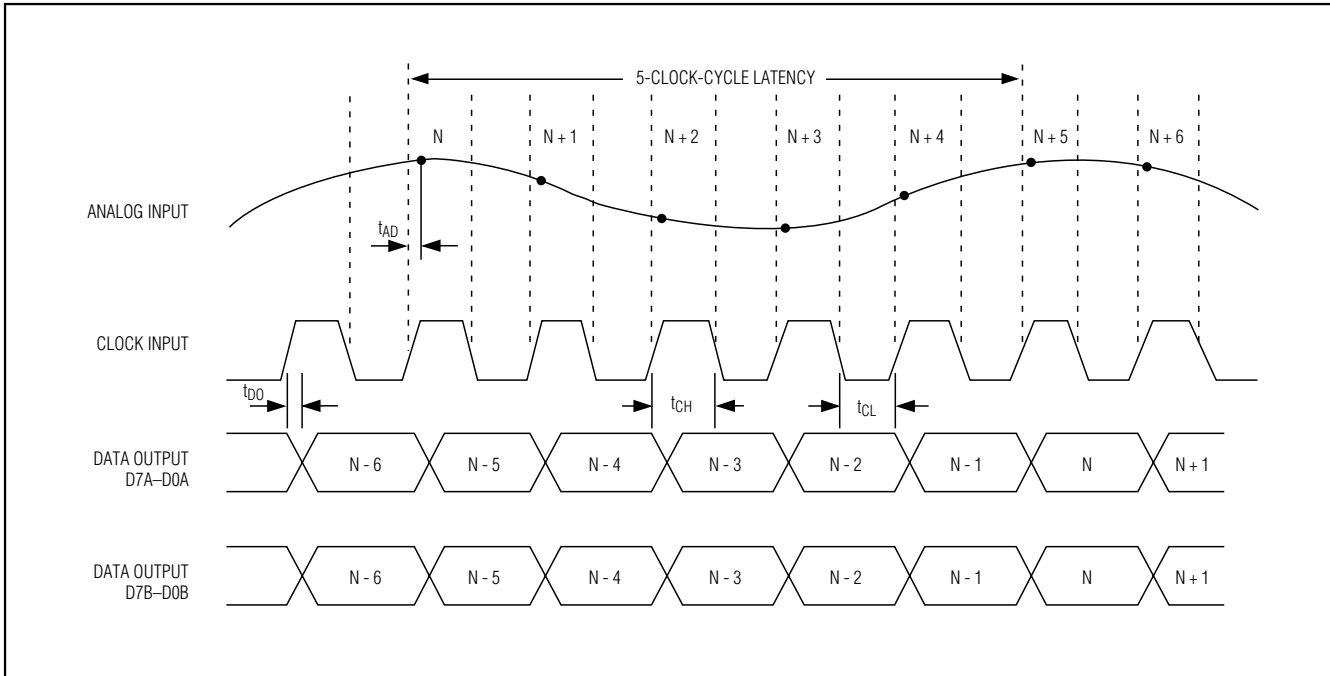 5-CLOCK-CYCLE LATENCY
N N + 1 N + 2 N + 3 N + 4 N + 5 N + 6
ANALOG INPUT
tAD
CLOCK INPUT
tDO tCH tCL
DATA OUTPUT
D7A–D0A
N - 6 N - 5 N - 4 N - 3 N - 2 N - 1 N N + 1
DATA OUTPUT
D7B–D0B
N - 6 N - 5 N - 4 N - 3 N - 2 N - 1 N N + 1